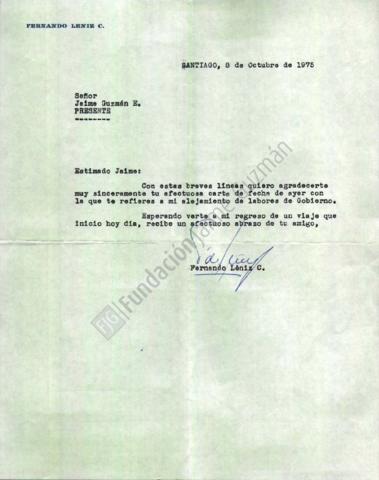 FERNANDO LENIZ C.
SANTIAGO, 8 de Octubre de 1975
Señor
Jaime Guzmán E.
PRESENTE
Estimado Jaime:
Con estas breves líneas quiero agradecerte
muy sinceramente tu afectuosa carta de fecha de ayer con
la que te refieres a mi alejamiento de labores de Gobierno.
Esperando verte a mi regreso de un viaje que
inicio hoy día, recibe un afectuoso abrazo de tu amigo,
Fernando Léniz C.
FJG Fundación Jaime Guzmán